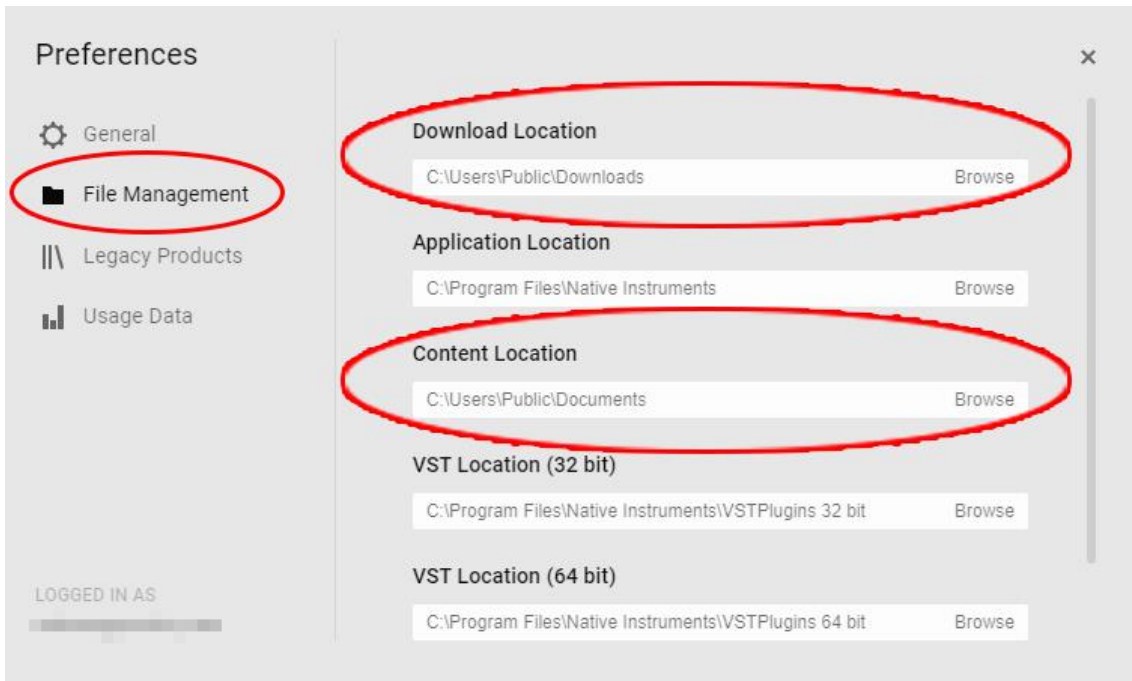 Preferences
General
File Management
Legacy Products
Usage Data
LOGGED IN AS
Download Location
C:\Users\Public\Downloads Browse
Application Location
C:\Program Files\Native Instruments Browse
Content Location
C:\Users\Public\Documents Browse
VST Location (32 bit)
C:\Program Files\Native Instruments\VSTPlugins 32 bit Browse
VST Location (64 bit)
C:\Program Files\Native Instruments\VSTPlugins 64 bit Browse